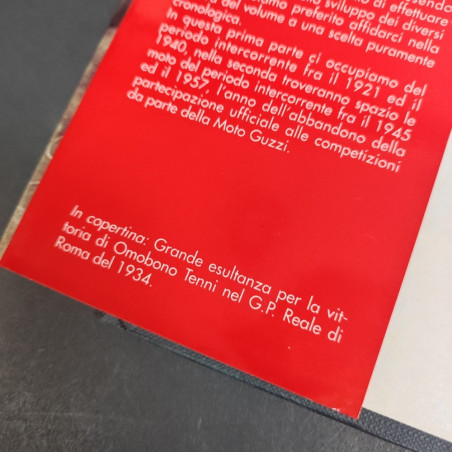 di effettuare
sviluppo dei diversi
preferito affidarci nella
del volume a una scelta puramente
cronologica.
In questa prima parte ci occupiamo del
periodo intercorrente fra il 1921 ed il
1940, nella seconda troveranno spazio le
moto del periodo intercorrente fra il 1945
ed il 1957, l'anno dell'abbandono della
partecipazione ufficiale alle competizioni
da parte della Moto Guzzi.
In copertina: Grande esultanza per la vit-
toria di Omobono Tenni nel G.P. Reale di
Roma del 1934.